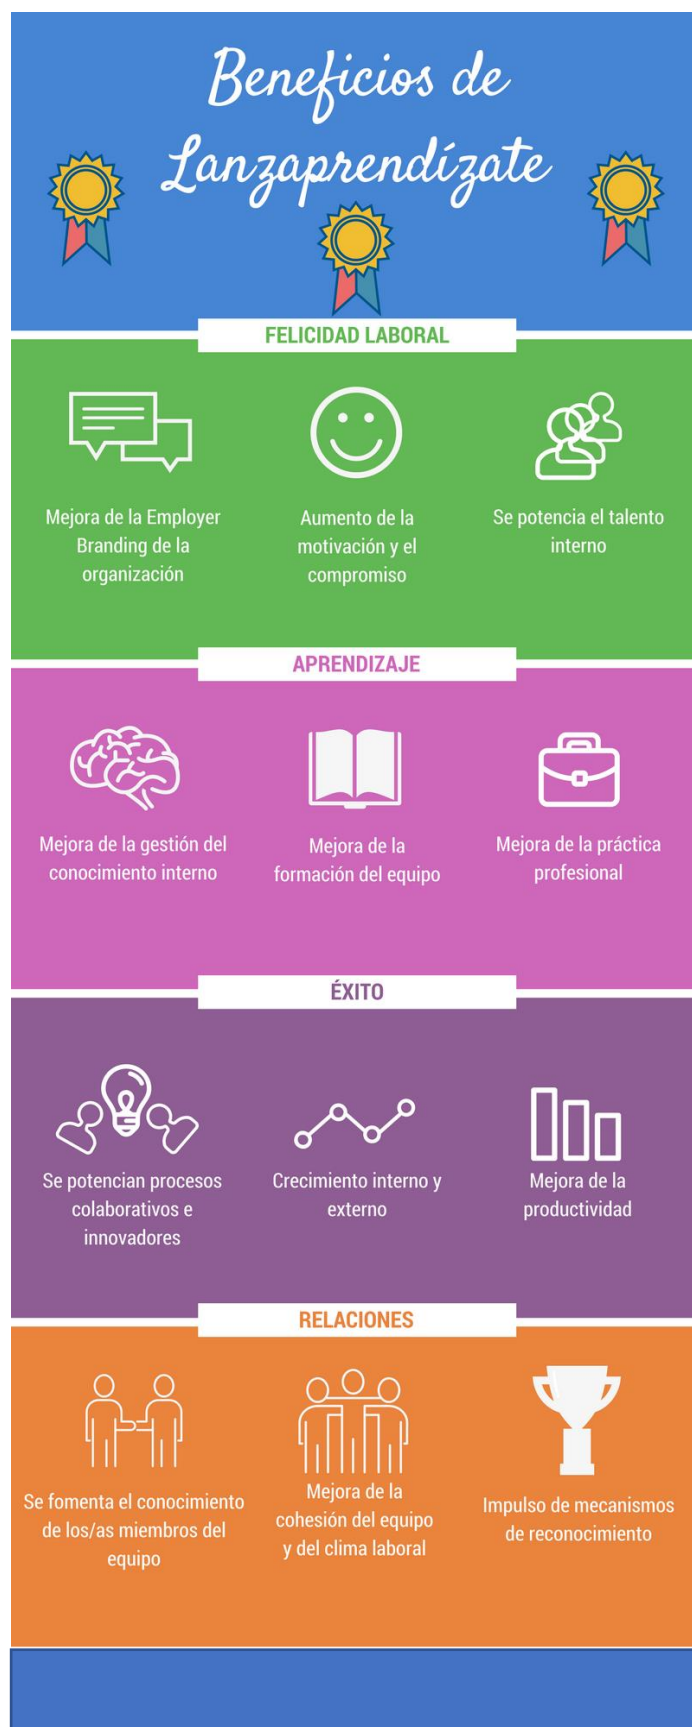 Beneficios de
Lanzaprendízate
FELICIDAD LABORAL
Mejora de la Employer
Branding de la
organización
Aumento de la
motivación y el
compromiso
Se potencia el talento
interno
APRENDIZAJE
Mejora de la gestión del
conocimiento interno
Mejora de la
formación del equipo
Mejora de la práctica
profesional
ÉXITO
Se potencian procesos
colaborativos e
innovadores
Crecimiento interno y
externo
Mejora de la
productividad
RELACIONES
Se fomenta el conocimiento
de los/as miembros del
equipo
Mejora de la
cohesión del equipo
y del clima laboral
Impulso de mecanismos
de reconocimiento